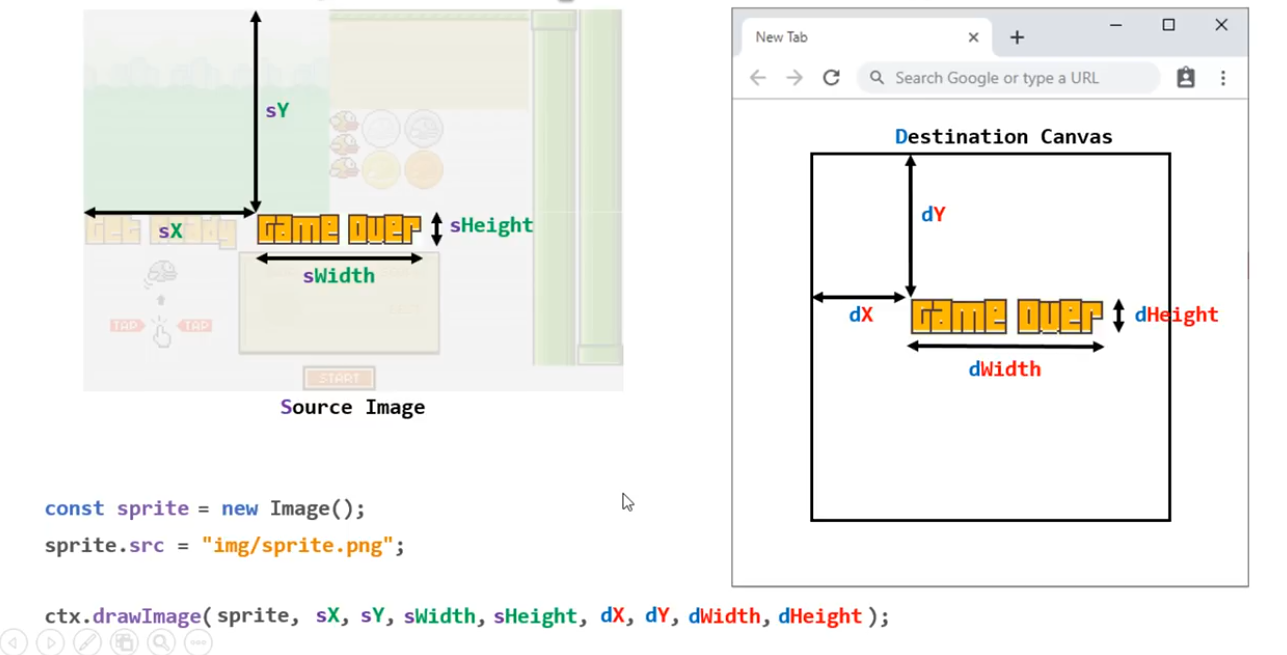 sY
Get Ready
sX
Game Over
sHeight
sWidth
TAP
TAP
START
Source Image
New Tab
Search Google or type a URL
Destination Canvas
dY
dX
Game Over
dHeight
dWidth
const sprite = new Image();
sprite.src = "img/sprite.png";
ctx.drawImage(sprite, sX, sY, sWidth, sHeight, dX, dY, dWidth, dHeight );